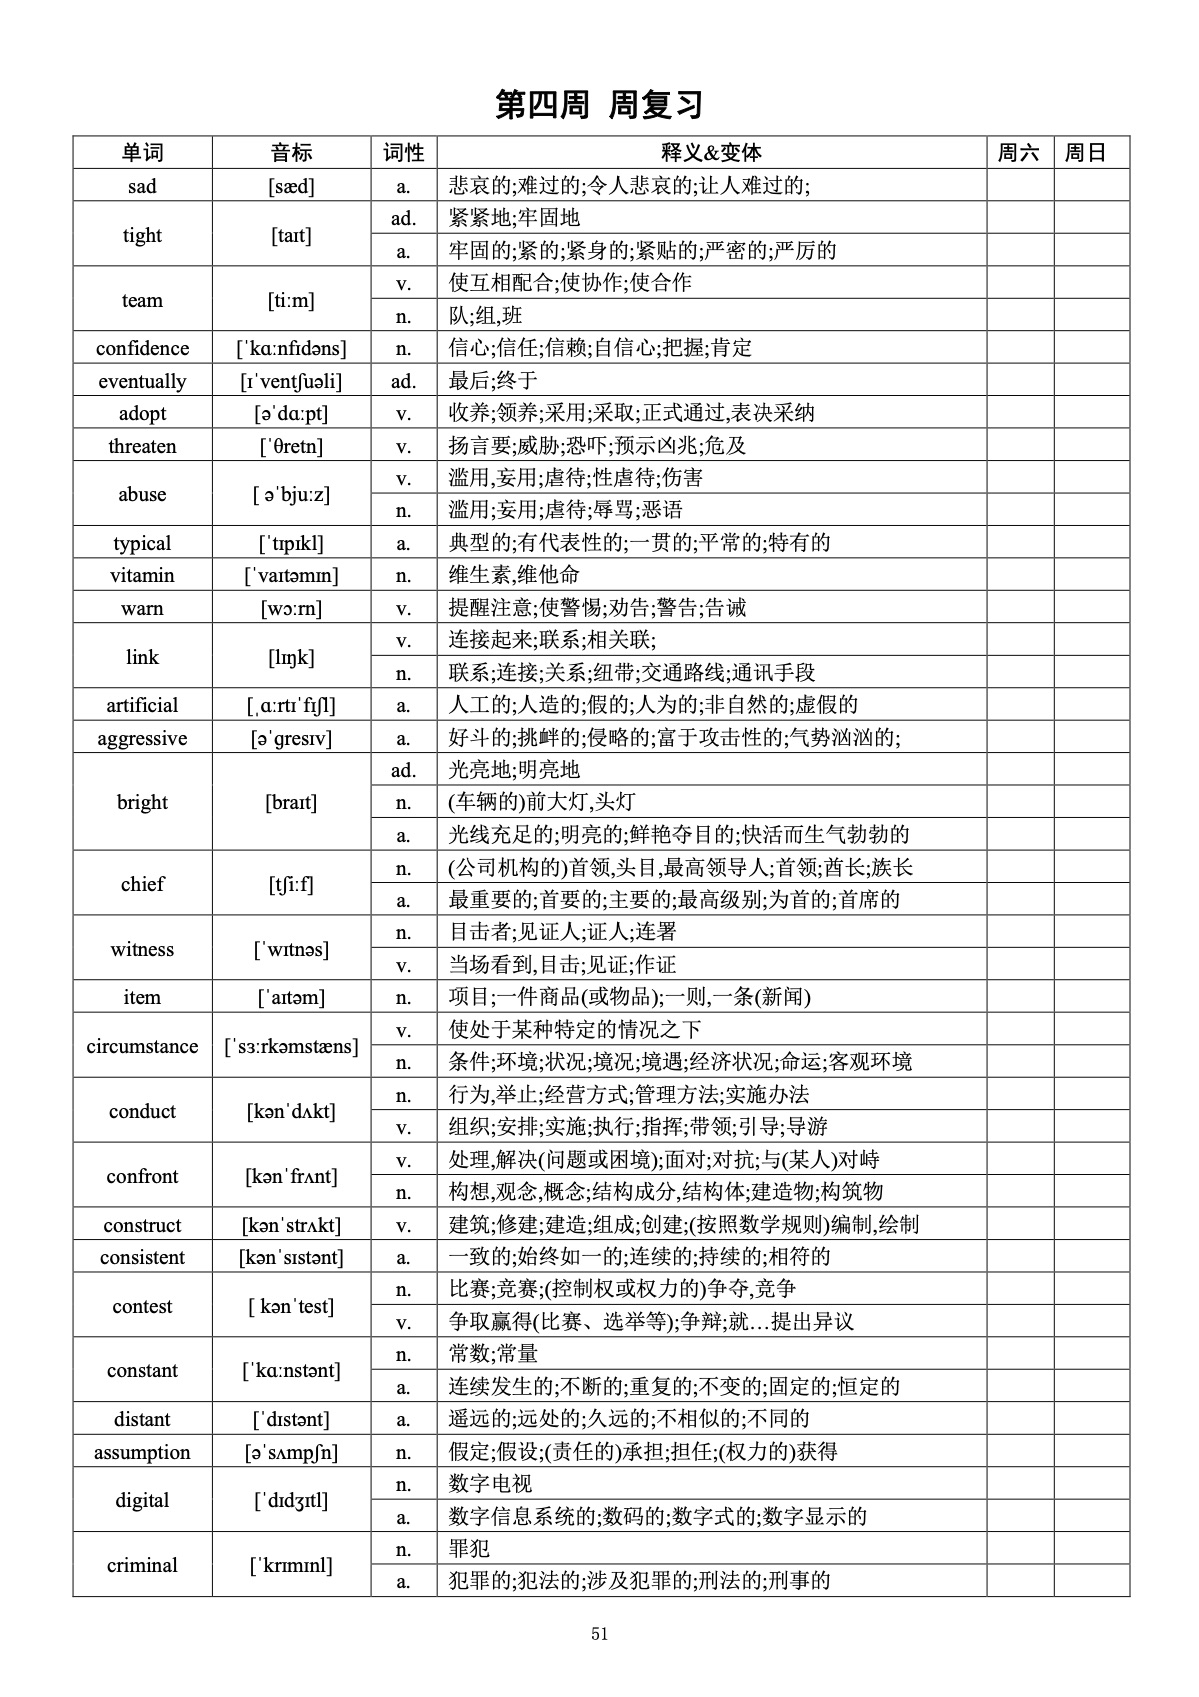 第四周 周复习
单词 音标 词性 释义&变体 周六 周日
sad [sæd] a. 悲哀的;难过的;令人悲哀的;让人难过的;
tight [taɪt] ad. 紧紧地;牢固地
a. 牢固的;紧的;紧身的;紧贴的;严密的;严厉的
team [tiːm] v. 使互相配合;使协作;使合作
n. 队;组,班
confidence [ˈkɑːnfɪdəns] n. 信心;信任;信赖;自信心;把握;肯定
eventually [ɪˈventʃuəli] ad. 最后;终于
adopt [əˈdɑːpt] v. 收养;领养;采用;采取;正式通过,表决采纳
threaten [ˈθretn] v. 扬言要;威胁;恐吓;预示凶兆;危及
abuse [ əˈbjuːz] v. 滥用,妄用;虐待;性虐待;伤害
n. 滥用;妄用;虐待;辱骂;恶语
typical [ˈtɪpɪkl] a. 典型的;有代表性的;一贯的;平常的;特有的
vitamin [ˈvaɪtəmɪn] n. 维生素,维他命
warn [wɔːrn] v. 提醒注意;使警惕;劝告;警告;告诫
link [lɪŋk] v. 连接起来;联系;相关联;
n. 联系;连接;关系;纽带;交通路线;通讯手段
artificial [ˌɑːrtɪˈfɪʃl] a. 人工的;人造的;假的;人为的;非自然的;虚假的
aggressive [əˈɡresɪv] a. 好斗的;挑衅的;侵略的;富于攻击性的;气势汹汹的;
bright [braɪt] ad. 光亮地;明亮地
n. (车辆的)前大灯,头灯
a. 光线充足的;明亮的;鲜艳夺目的;快活而生气勃勃的
chief [tʃiːf] n. (公司机构的)首领,头目,最高领导人;首领;酋长;族长
a. 最重要的;首要的;主要的;最高级别;为首的;首席的
witness [ˈwɪtnəs] n. 目击者;见证人;证人;连署
v. 当场看到,目击;见证;作证
item [ˈaɪtəm] n. 项目;一件商品(或物品);一则,一条(新闻)
circumstance [ˈsɜːrkəmstæns] v. 使处于某种特定的情况之下
n. 条件;环境;状况;境况;境遇;经济状况;命运;客观环境
conduct [kənˈdʌkt] n. 行为,举止;经营方式;管理方法;实施办法
v. 组织;安排;实施;执行;指挥;带领;引导;导游
confront [kənˈfrʌnt] v. 处理,解决(问题或困境);面对;对抗;与(某人)对峙
n. 构想,观念,概念;结构成分,结构体;建造物;构筑物
construct [kənˈstrʌkt] v. 建筑;修建;建造;组成;创建;(按照数学规则)编制,绘制
consistent [kənˈsɪstənt] a. 一致的;始终如一的;连续的;持续的;相符的
contest [ kənˈtest] n. 比赛;竞赛;(控制权或权力的)争夺,竞争
v. 争取赢得(比赛、选举等);争辩;就…提出异议
constant [ˈkɑːnstənt] n. 常数;常量
a. 连续发生的;不断的;重复的;不变的;固定的;恒定的
distant [ˈdɪstənt] a. 遥远的;远处的;久远的;不相似的;不同的
assumption [əˈsʌmpʃn] n. 假定;假设;(责任的)承担;担任;(权力的)获得
digital [ˈdɪdʒɪtl] n. 数字电视
a. 数字信息系统的;数码的;数字式的;数字显示的
criminal [ˈkrɪmɪnl] n. 罪犯
a. 犯罪的;犯法的;涉及犯罪的;刑法的;刑事的
51